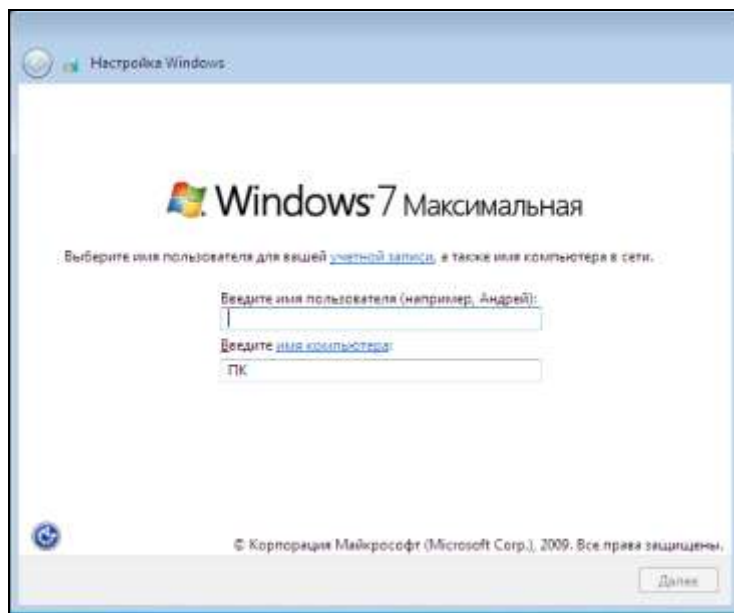 Настройка Windows
Windows 7 Максимальная
Выберите имя пользователя для вашей учетной записи, а также имя компьютера в сети.
Введите имя пользователя (например, Андрей):
Введите имя компьютера:
ПК
© Корпорация Майкрософт (Microsoft Corp.), 2009. Все права защищены.
Далее